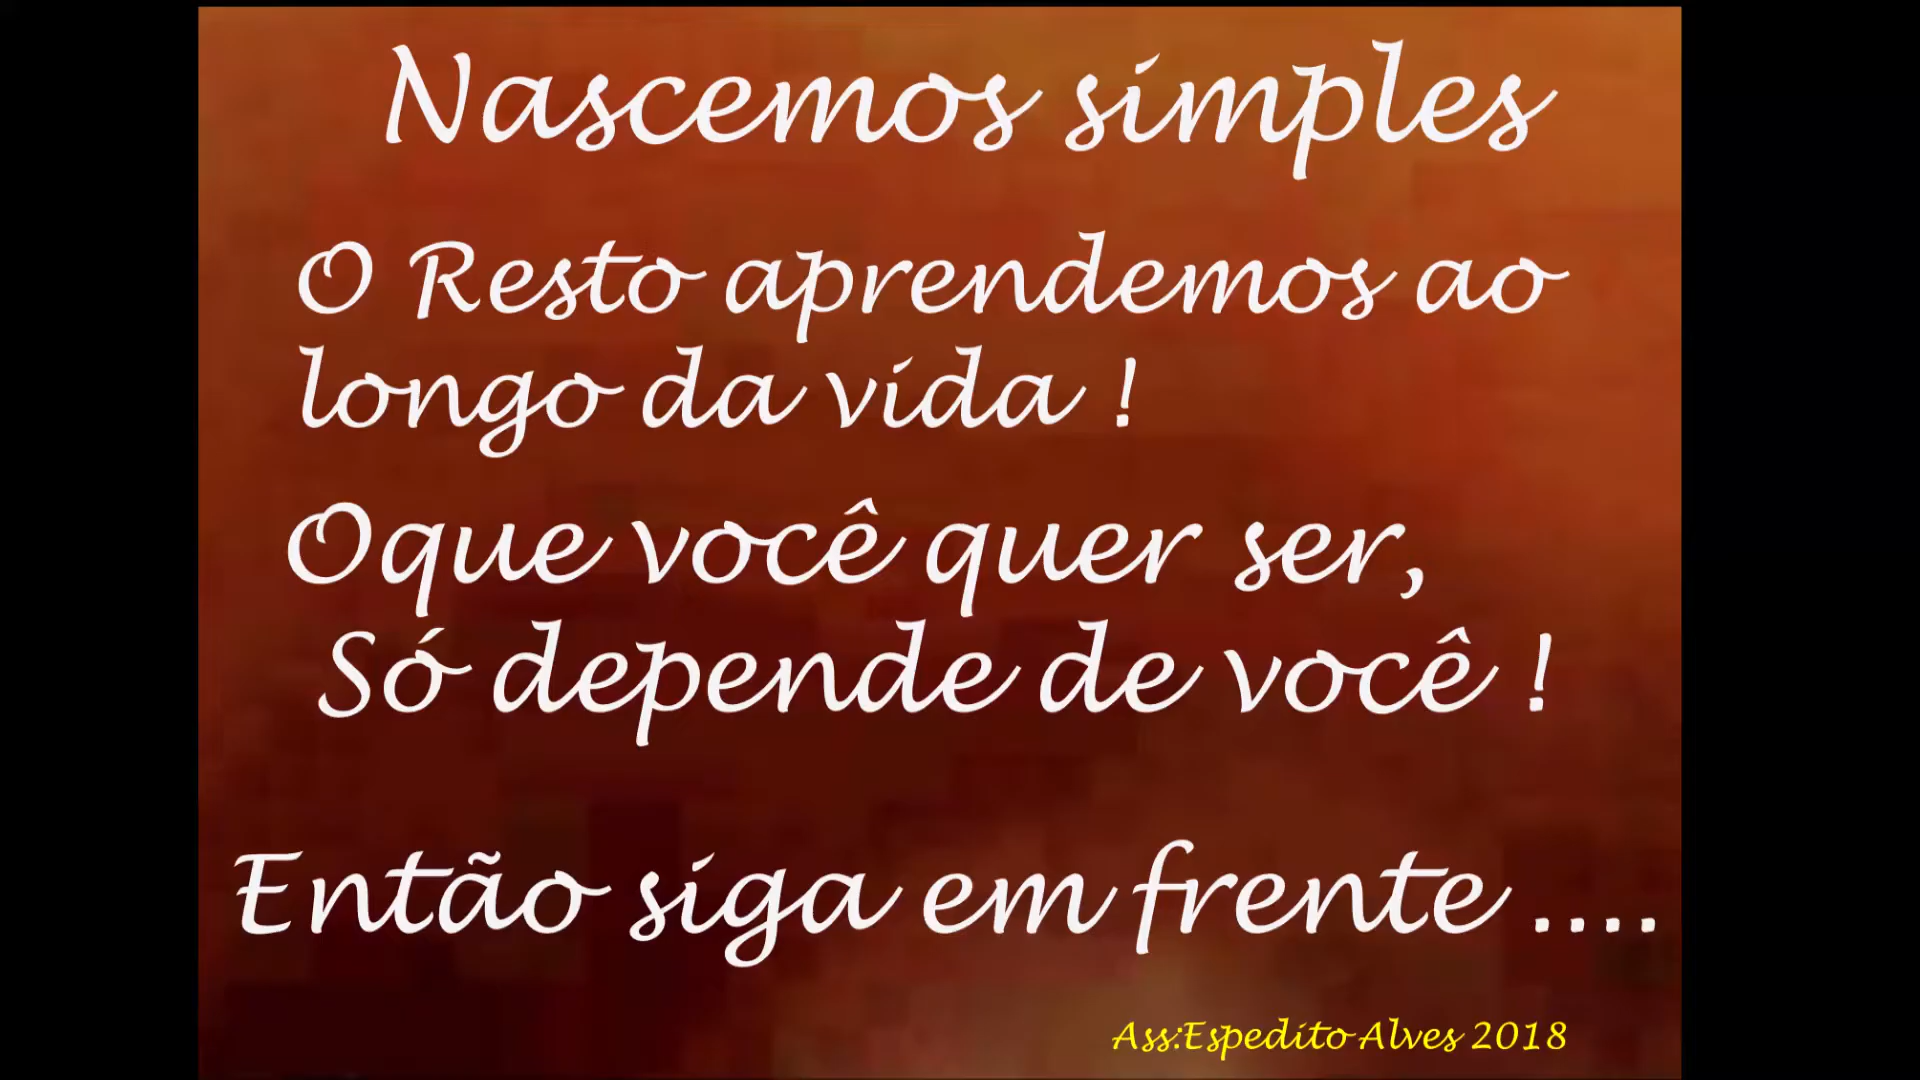 Nascemos simples
O Resto aprendemos ao
longo da vida !
Oque você quer ser,
Só depende de você !
Então siga em frente ....
Ass:Espedito Alves 2018